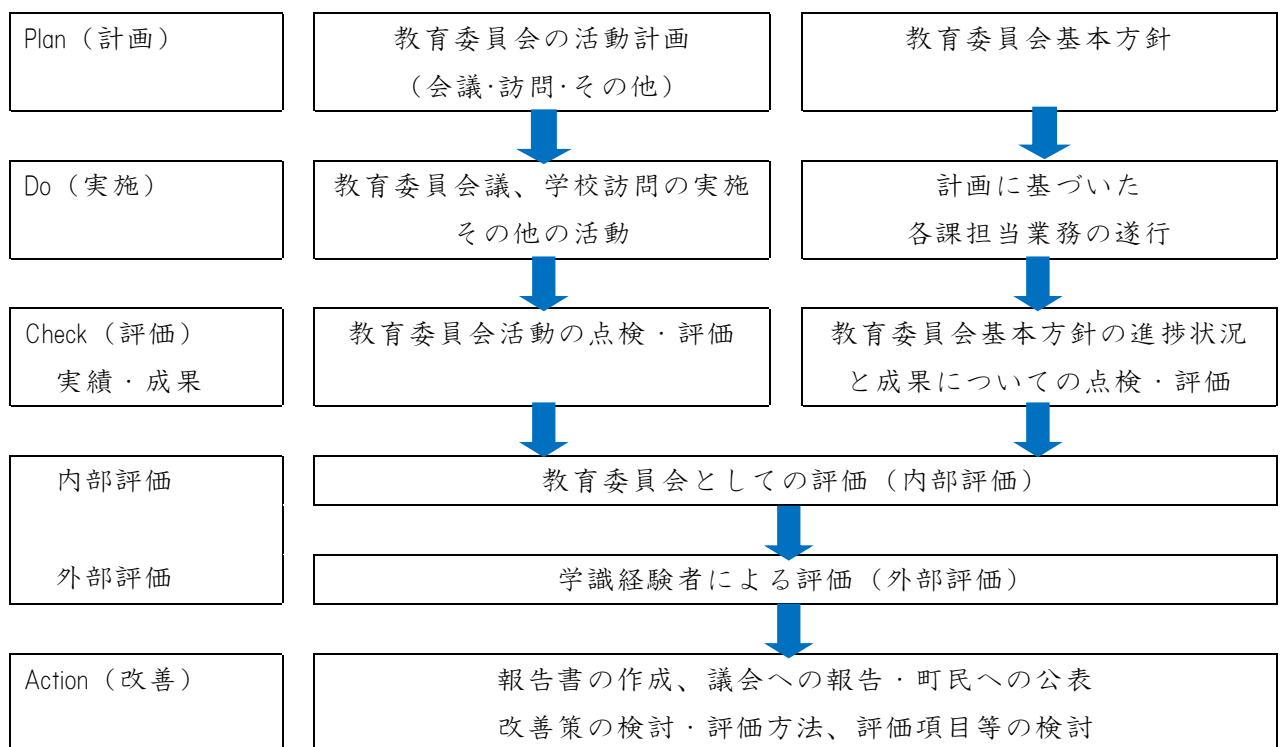 Plan（計画）
教育委員会の活動計画
（会議･訪問･その他）
教育委員会基本方針
Do（実施）
教育委員会議、学校訪問の実施
その他の活動
計画に基づいた
各課担当業務の遂行
Check（評価）
実績・成果
教育委員会活動の点検・評価
教育委員会基本方針の進捗状況
と成果についての点検・評価
内部評価
教育委員会としての評価（内部評価）
外部評価
学識経験者による評価（外部評価）
Action（改善）
報告書の作成、議会への報告・町民への公表
改善策の検討・評価方法、評価項目等の検討